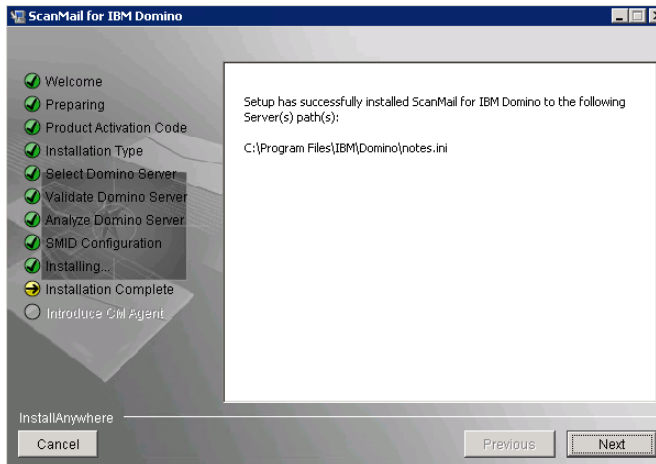 ScanMail for IBM Domino
Welcome
Preparing
Product Activation Code
Installation Type
Select Domino Server
Validate Domino Server
Analyze Domino Server
SMID Configuration
Installing...
Installation Complete
Introduce CM Agent
Setup has successfully installed ScanMail for IBM Domino to the following
Server(s) path(s):
C:\Program Files\IBM\Domino\notes.ini
InstallAnywhere
Cancel
Previous
Next